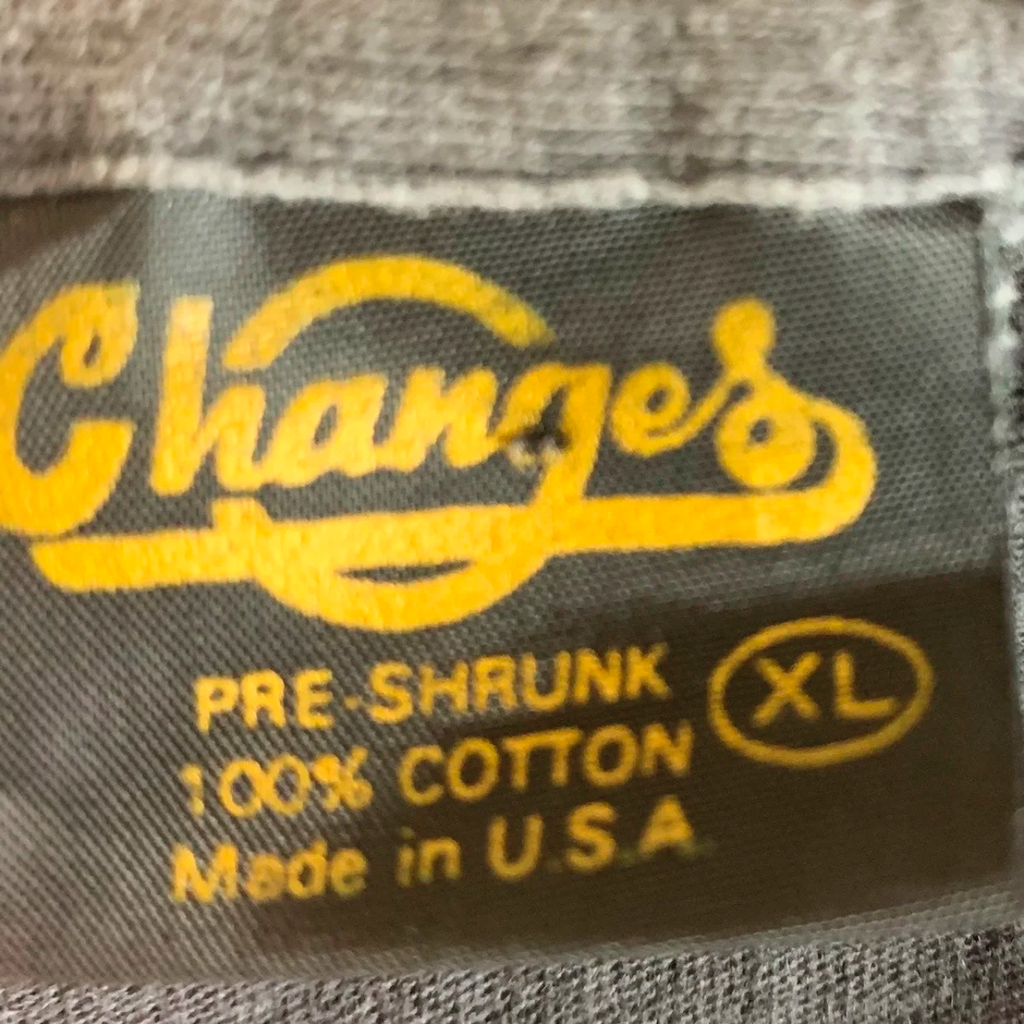 Changes
PRE-SHRUNK
XL
100% COTTON
Made in U.S.A.